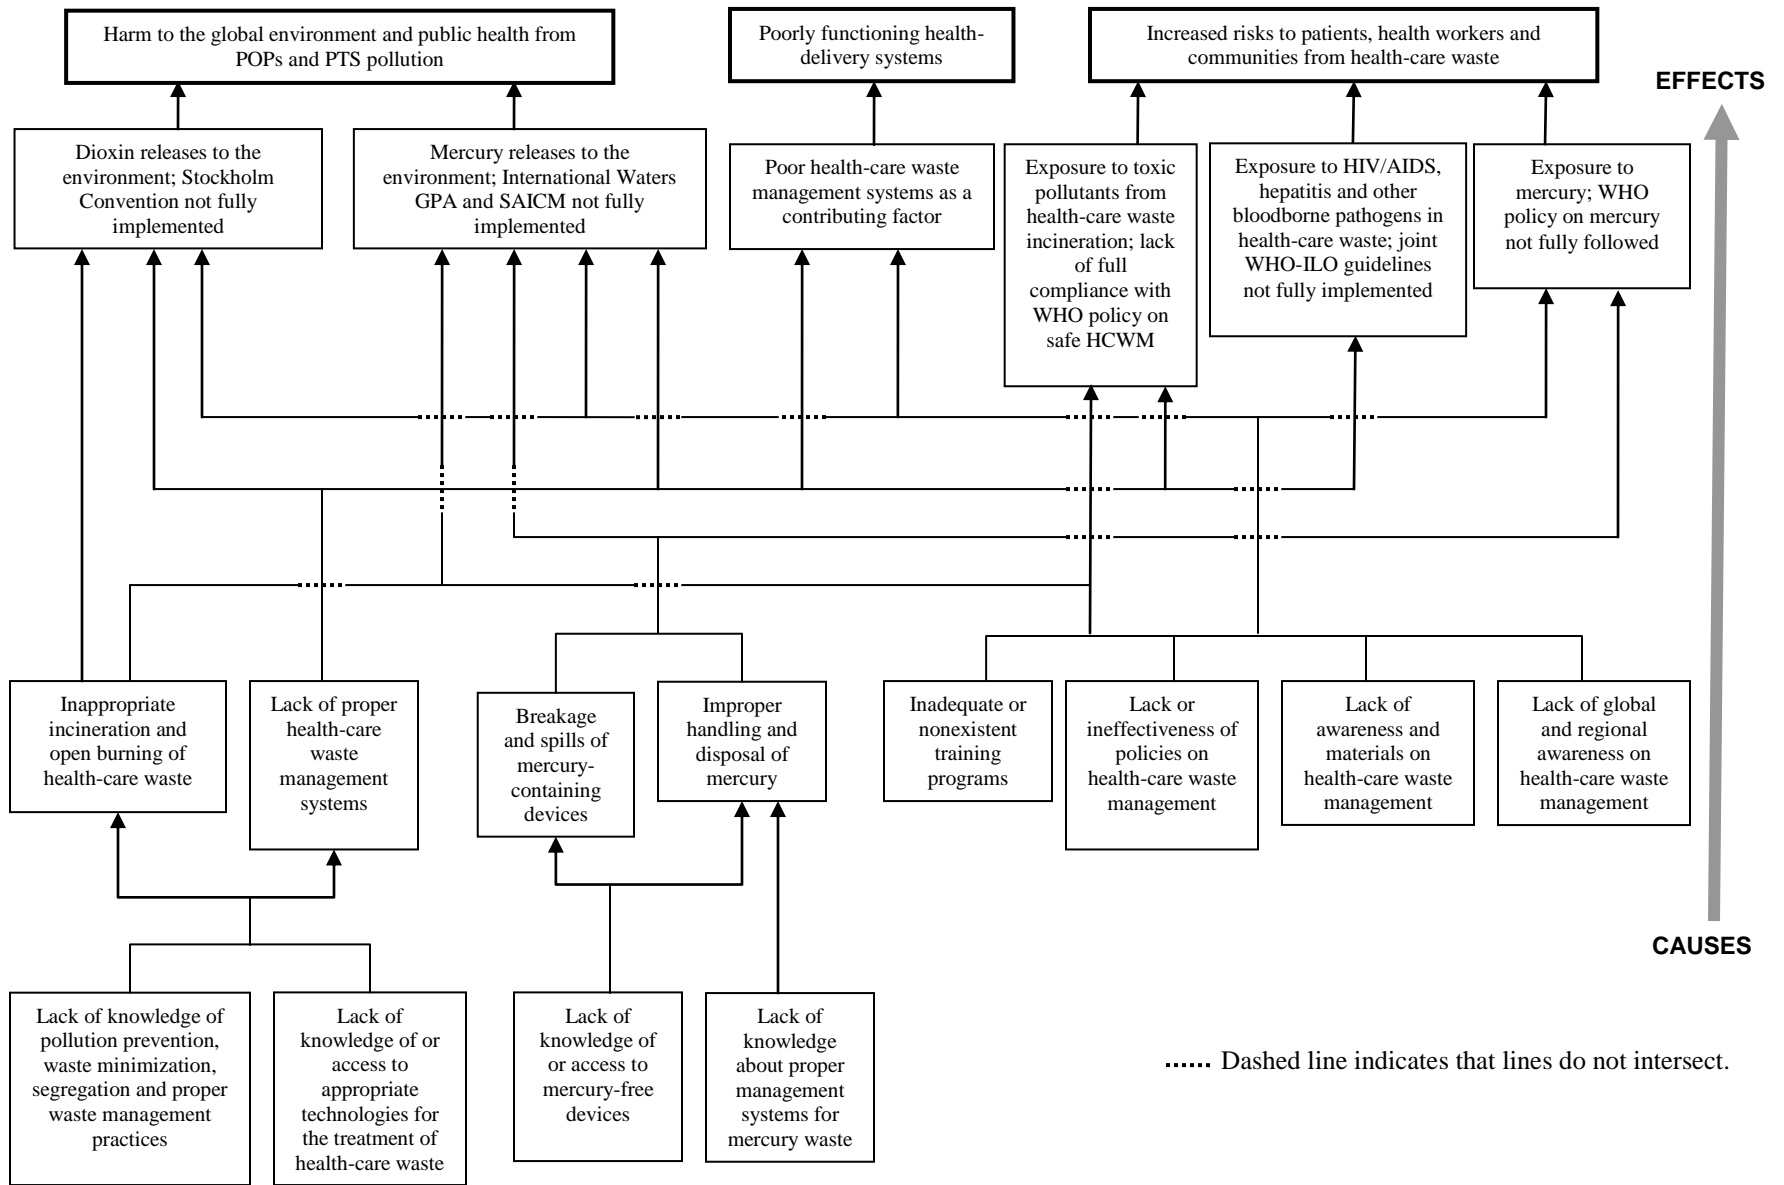 Harm to the global environment and public health from
POPs and PTS pollution
Poorly functioning health-
delivery systems
Increased risks to patients, health workers and
communities from health-care waste
EFFECTS
Dioxin releases to the
environment; Stockholm
Convention not fully
implemented
Mercury releases to the
environment; International Waters
GPA and SAICM not fully
implemented
Poor health-care waste
management systems as a
contributing factor
Exposure to toxic
pollutants from
health-care waste
incineration; lack
of full
compliance with
WHO policy on
safe HCWM
Exposure to HIV/AIDS,
hepatitis and other
bloodborne pathogens in
health-care waste; joint
WHO-ILO guidelines
not fully implemented
Exposure to
mercury; WHO
policy on mercury
not fully followed
Inappropriate
incineration and
open burning of
health-care waste
Lack of proper
health-care
waste
management
systems
Breakage
and spills of
mercury-
containing
devices
Improper
handling and
disposal of
mercury
Inadequate or
nonexistent
training
programs
Lack or
ineffectiveness of
policies on
health-care waste
management
Lack of
awareness and
materials on
health-care waste
management
Lack of global
and regional
awareness on
health-care waste
management
CAUSES
Lack of knowledge of
pollution prevention,
waste minimization,
segregation and proper
waste management
practices
Lack of
knowledge of or
access to
appropriate
technologies for
the treatment of
health-care waste
Lack of
knowledge of
or access to
mercury-free
devices
Lack of
knowledge
about proper
management
systems for
mercury waste
Dashed line indicates that lines do not intersect.